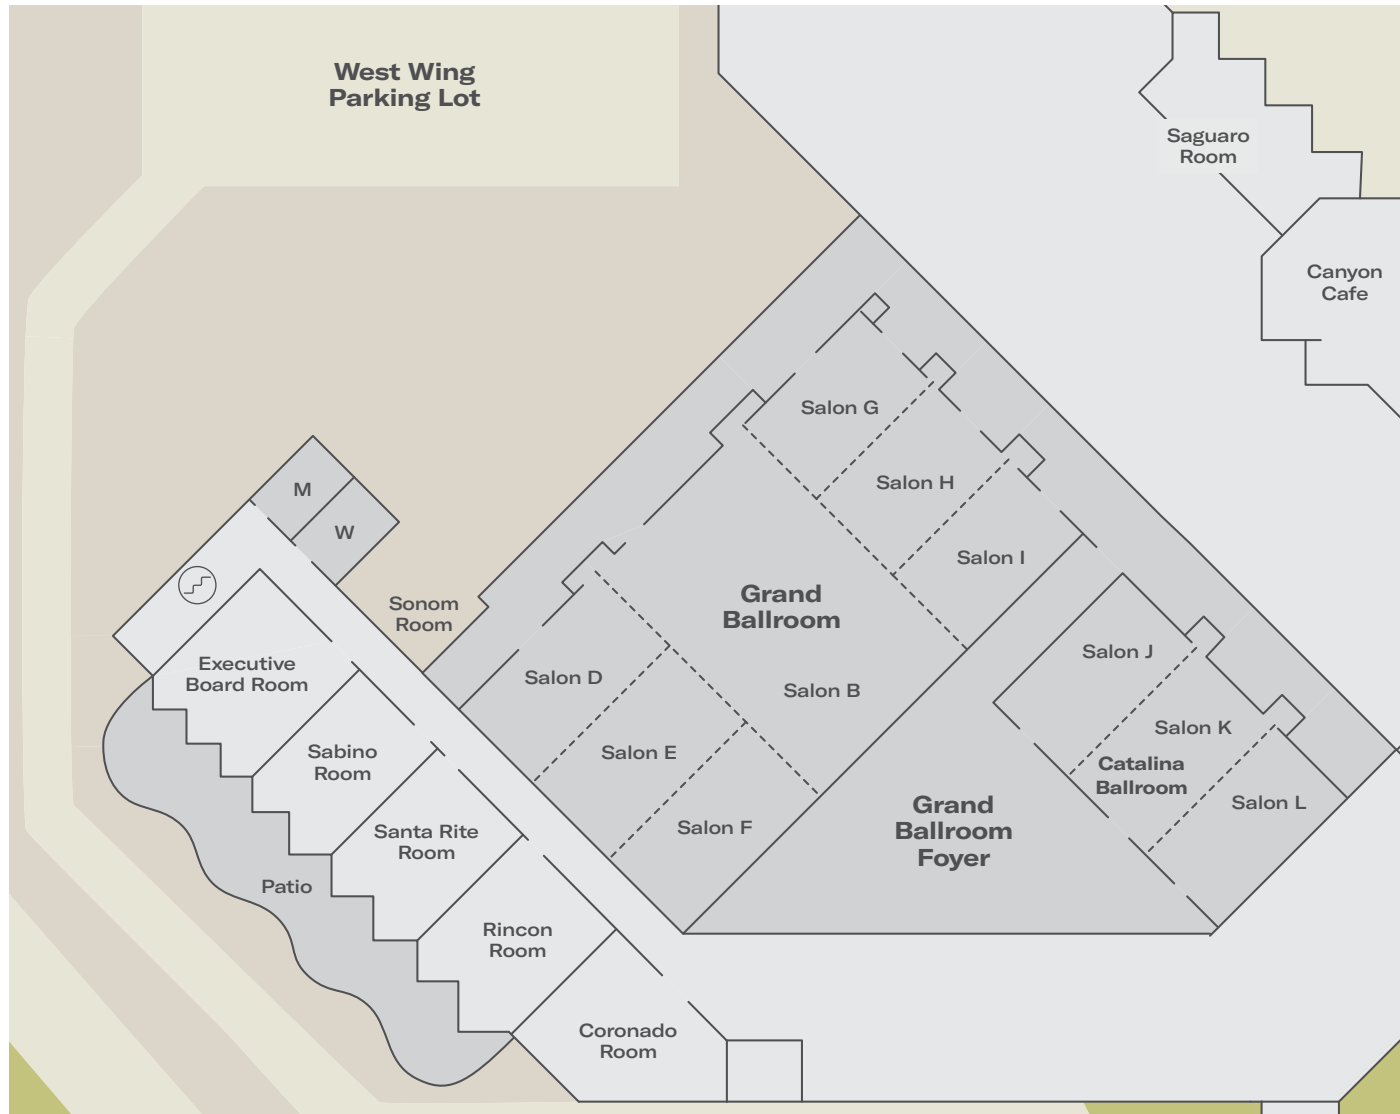 West Wing
Parking Lot
Saguaro
Room
Canyon
Cafe
Salon G
Salon H
M
W
Salon I
Grand
Ballroom
Sonom
Room
Salon J
Executive
Board Room
Salon D
Salon B
Salon K
Sabino
Room
Salon E
Catalina
Ballroom
Salon L
Santa Rite
Room
Salon F
Grand
Ballroom
Foyer
Patio
Rincon
Room
Coronado
Room